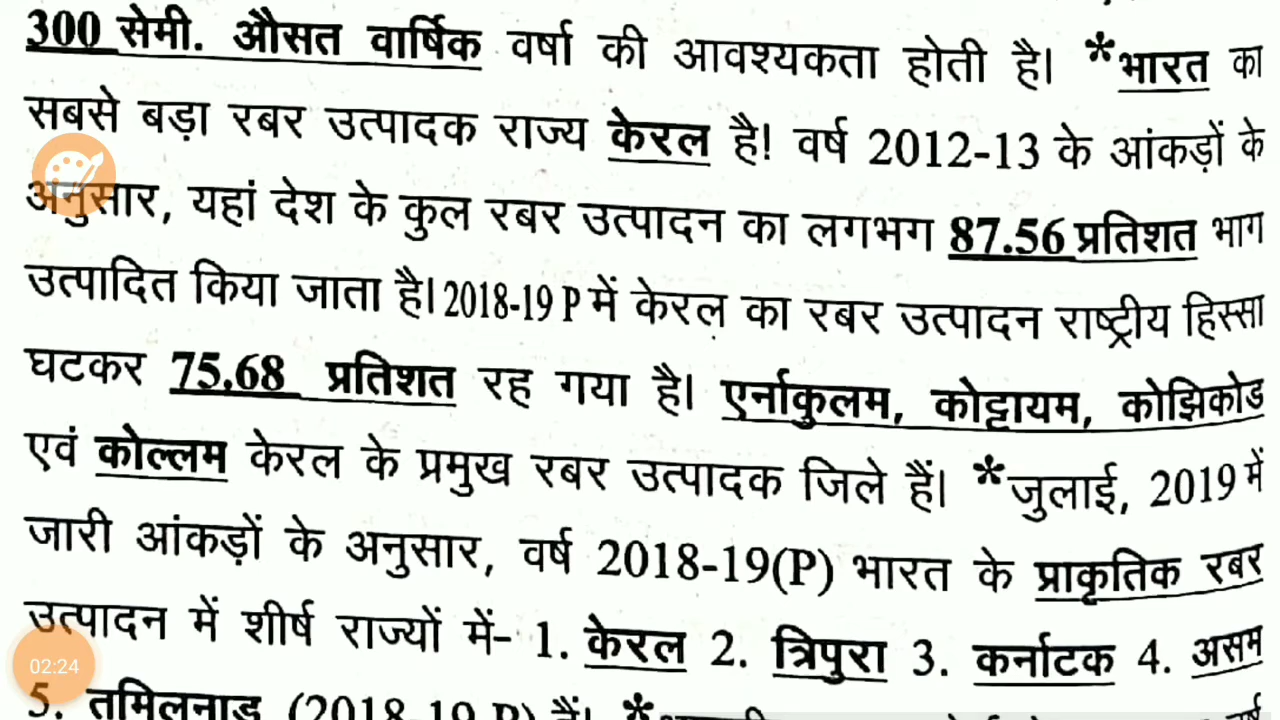 300 सेमी. औसत वार्षिक वर्षा की आवश्यकता होती है। *भारत का
सबसे बड़ा रबर उत्पादक राज्य केरल है! वर्ष 2012-13 के आंकड़ों के
अनुसार, यहां देश के कुल रबर उत्पादन का लगभग 87.56 प्रतिशत भाग
उत्पादित किया जाता है। 2018-19 P में केरल का रबर उत्पादन राष्ट्रीय हिस्सा
घटकर 75.68 प्रतिशत रह गया है। एर्नाकुलम, कोट्टायम, कोझिकोड
एवं कोल्लम केरल के प्रमुख रबर उत्पादक जिले हैं। *जुलाई, 2019 में
जारी आंकड़ों के अनुसार, वर्ष 2018-19(P) भारत के प्राकृतिक रबर
उत्पादन में शीर्ष राज्यों में- 1. केरल 2. त्रिपुरा 3. कर्नाटक 4. असम
02:24
5. तमिलनाडु (2018-19 P) हैं। *